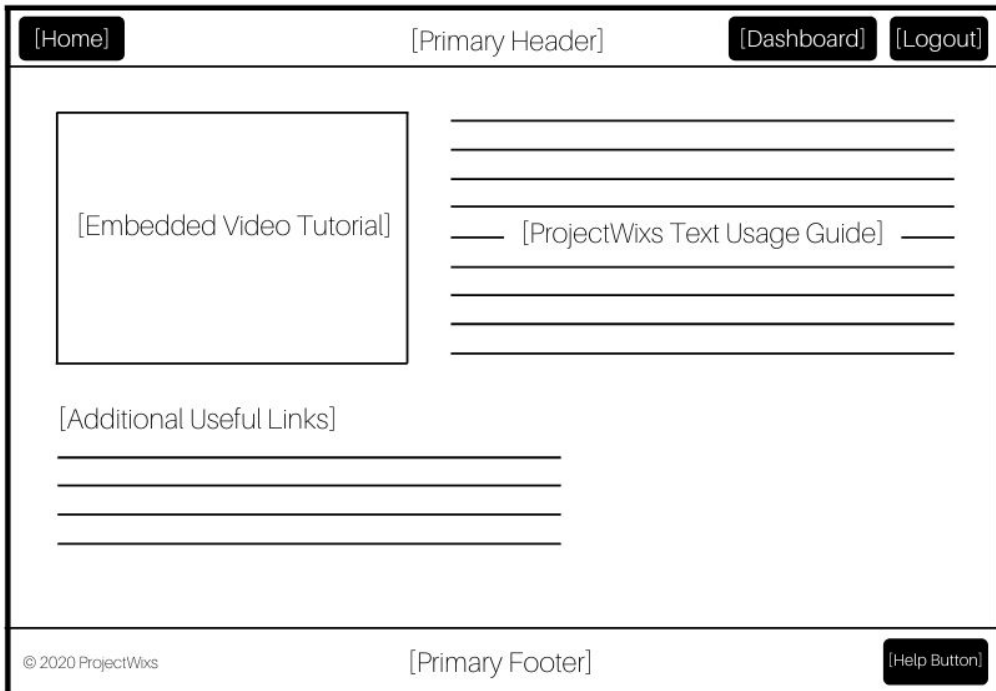 [Home]
[Primary Header]
[Dashboard]
[Logout]
[Embedded Video Tutorial]
[ProjectWixs Text Usage Guide]
[Additional Useful Links]
© 2020 ProjectWixs
[Primary Footer]
[Help Button]